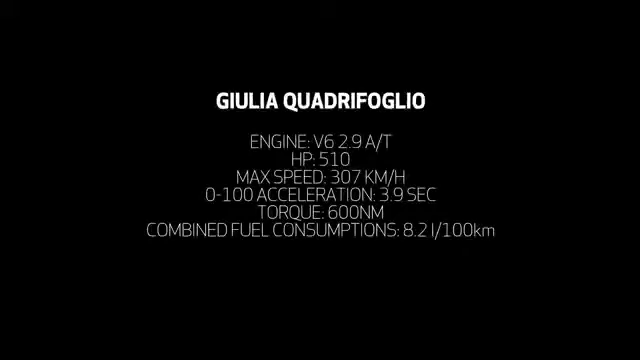 GIULIA QUADRIFOGLIO
ENGINE: V6 2.9 A/T
HP: 510
MAX SPEED: 307 KM/H
0-100 ACCELERATION: 3.9 SEC
TORQUE: 600NM
COMBINED FUEL CONSUMPTIONS: 8.2 l/100km